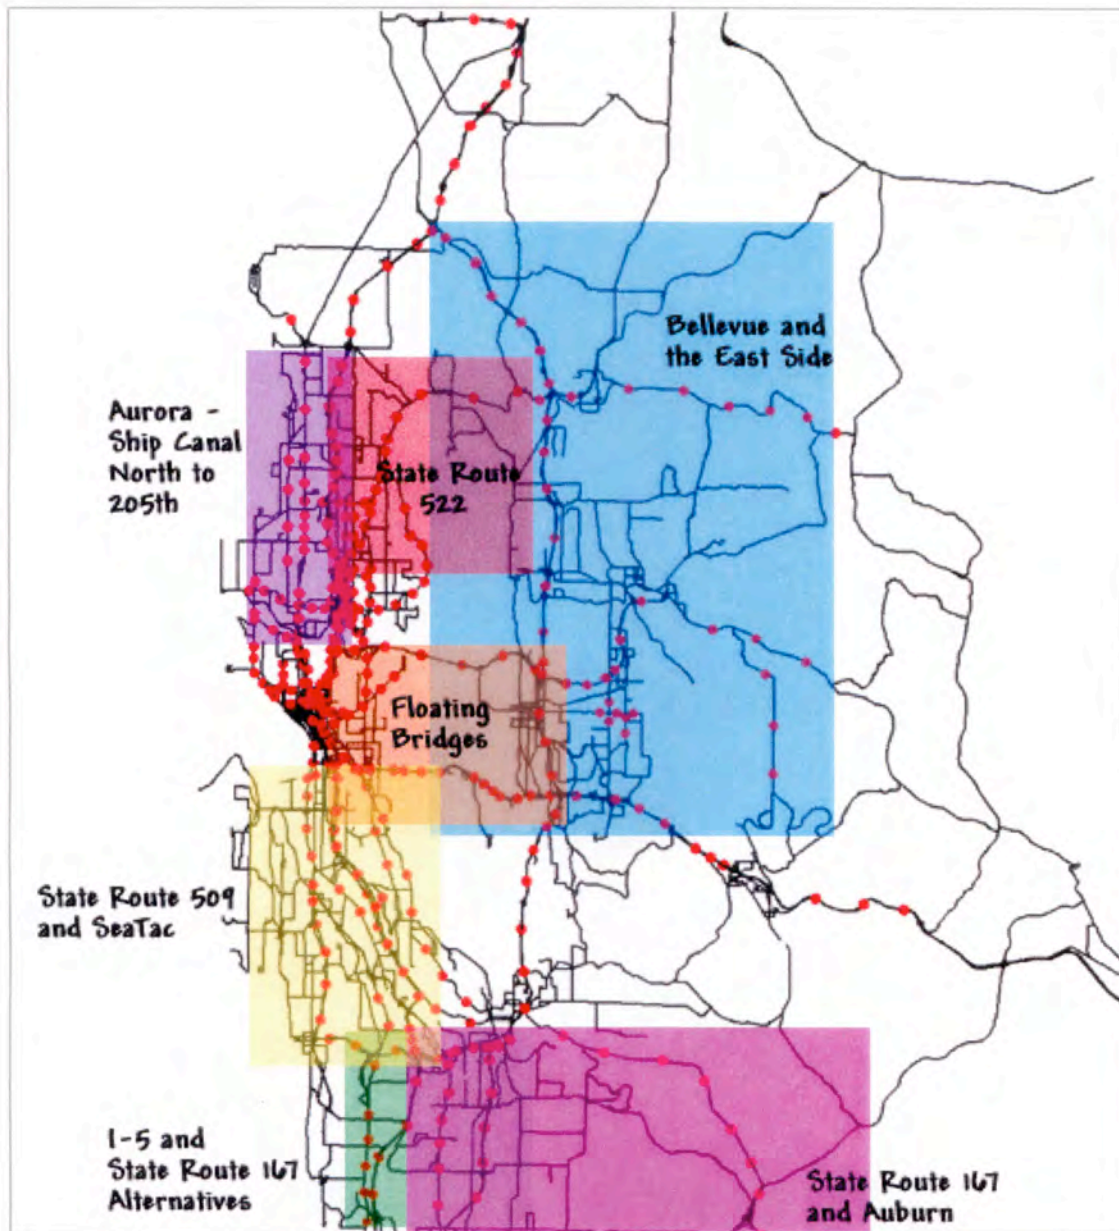 Bellevue and
the East Side
Aurora -
Ship Canal
North to
205th
State Route
522
Floating
Bridges
State Route 509
and SeaTac
I-5 and
State Route 167
Alternatives
State Route 167
and Auburn